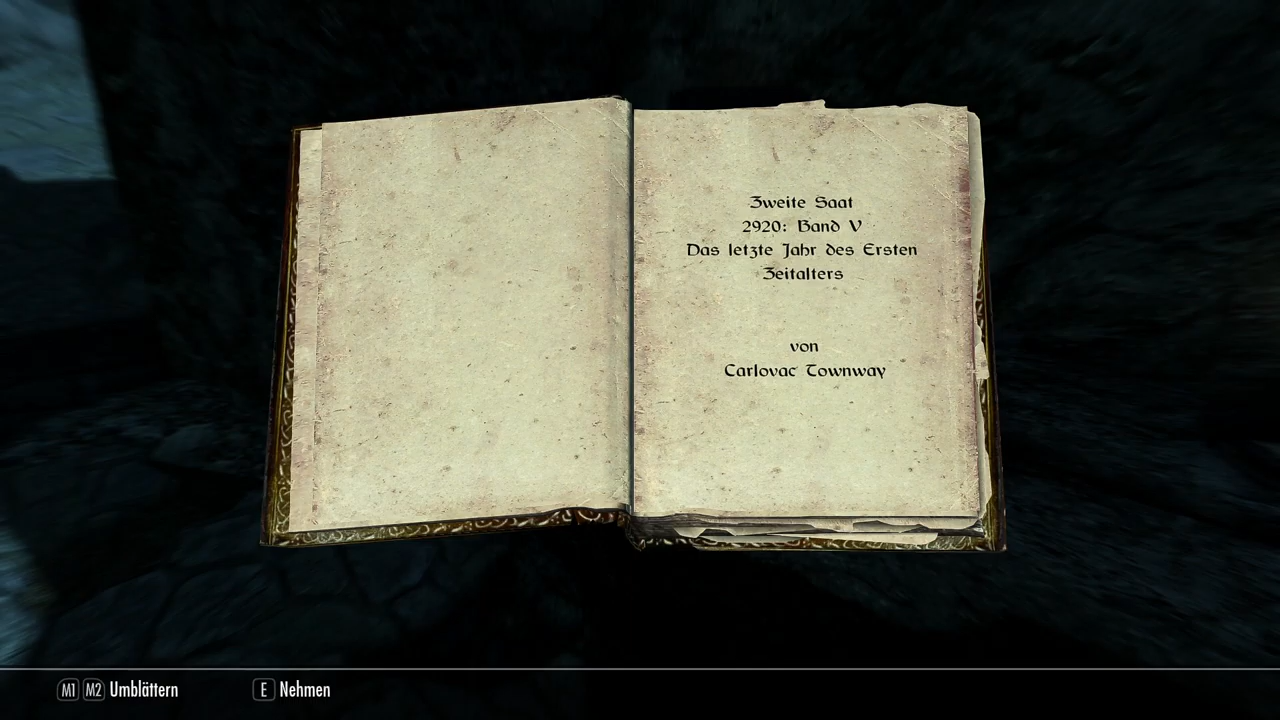 Zweite Saat
2920: Band V
Das letzte Jahr des Ersten
Zeitalters
von
Carlovac Townway
M1 M2 Umblättern E Nehmen